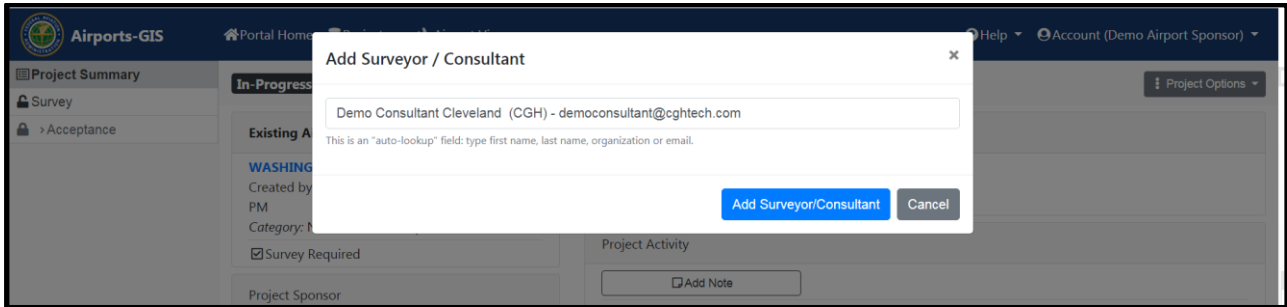 Airports-GIS
Portal Home
Help
Account (Demo Airport Sponsor)
Project Summary
Survey
> Acceptance
In-Progress
Project Options
Add Surveyor / Consultant
×
Demo Consultant Cleveland (CGH) - democonsultant@cghtech.com
This is an "auto-lookup" field: type first name, last name, organization or email.
Add Surveyor/Consultant
Cancel
Existing A
WASHING
Created by
PM
Category: N
Survey Required
Project Sponsor
Project Activity
Add Note